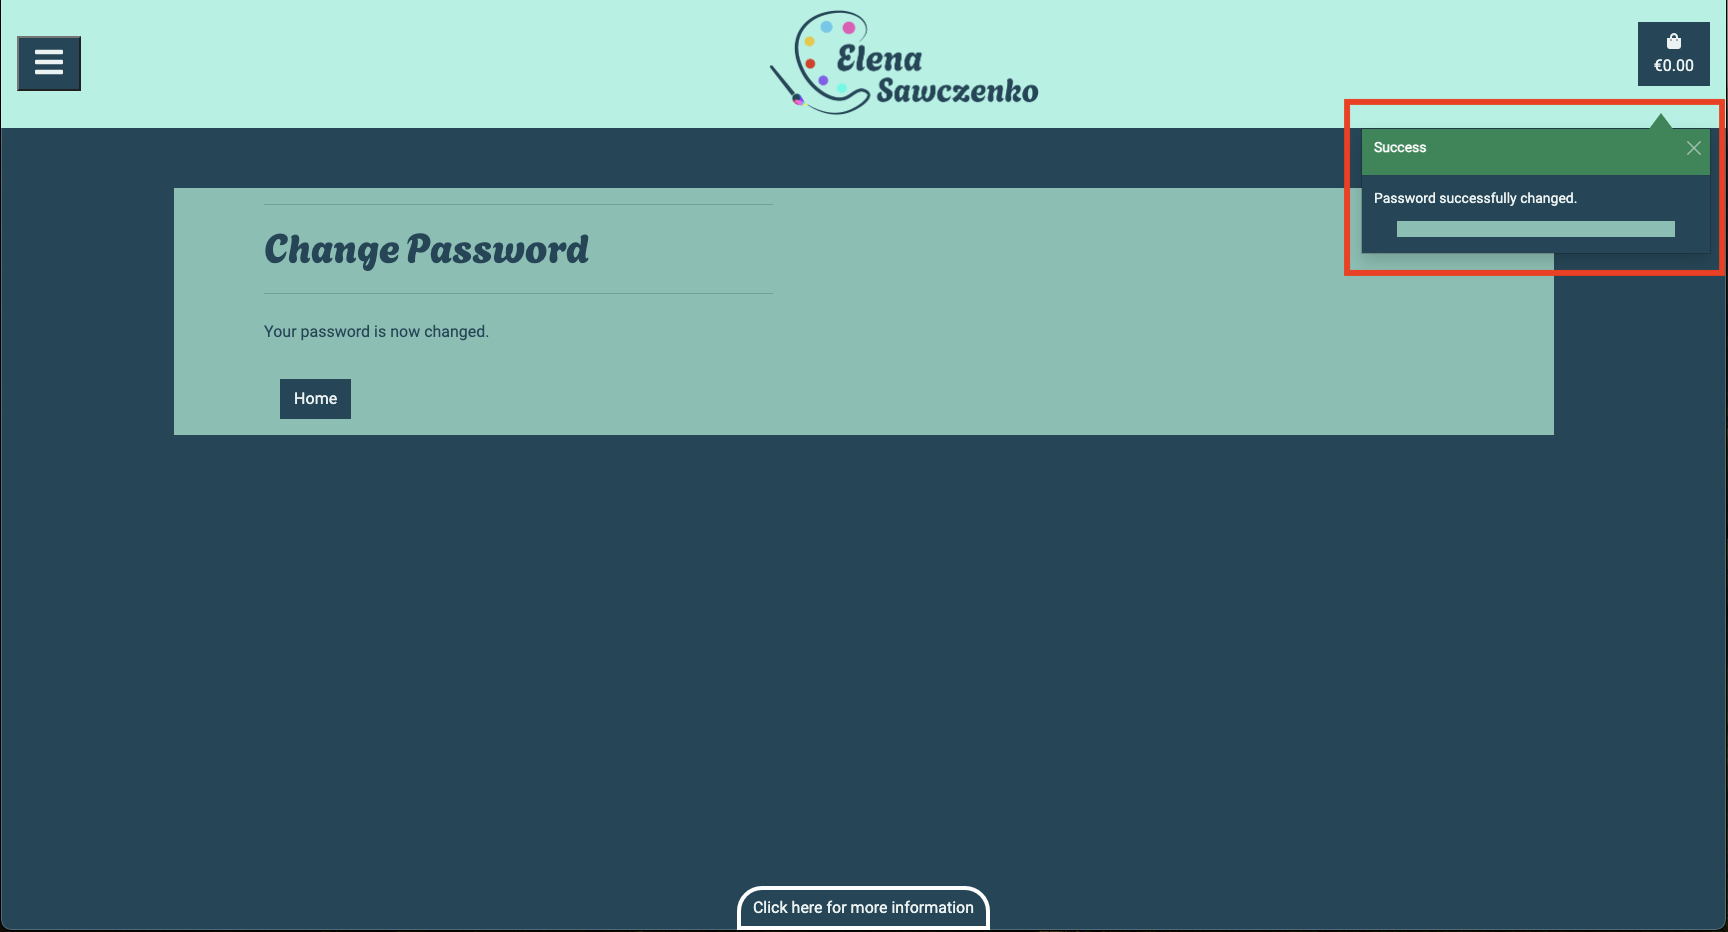 Elena
Sawczenko
€0.00
Success
Password successfully changed.
Change Password
Your password is now changed.
Home
Click here for more information